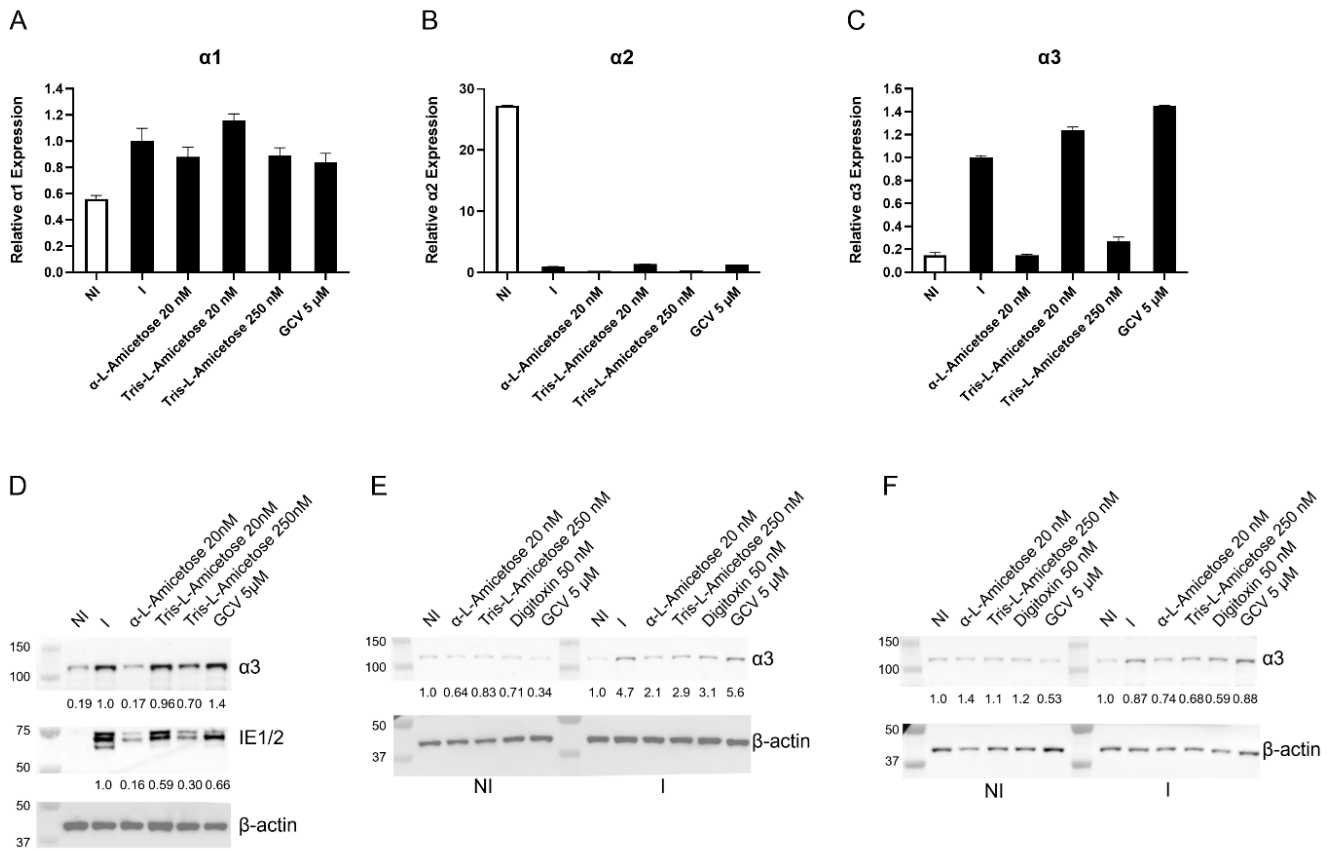 A
α1
Relative α1 Expression
1.4
1.2
1.0
0.8
0.6
0.4
0.2
0.0
NI
I
α-L-Amicetose 20 nM
Tris-L-Amicetose 20 nM
Tris-L-Amicetose 250 nM
GCV 5 μM
B
α2
Relative α2 Expression
30
20
10
0
NI
I
α-L-Amicetose 20 nM
Tris-L-Amicetose 20 nM
Tris-L-Amicetose 250 nM
GCV 5 μM
C
α3
Relative α3 Expression
1.6
1.4
1.2
1.0
0.8
0.6
0.4
0.2
0.0
NI
I
α-L-Amicetose 20 nM
Tris-L-Amicetose 20 nM
Tris-L-Amicetose 250 nM
GCV 5 μM
D
NI
I
α-L-Amicetose 20nM
Tris-L-Amicetose 20nM
Tris-L-Amicetose 250nM
GCV 5μM
150
100
α3
0.19 1.0 0.17 0.96 0.70 1.4
75
50
IE1/2
1.0 0.16 0.59 0.30 0.66
50
37
β-actin
E
NI
α-L-Amicetose 20 nM
Tris-L-Amicetose 250 nM
Digitoxin 50 nM
GCV 5 μM
NI
I
α-L-Amicetose 20 nM
Tris-L-Amicetose 250 nM
Digitoxin 50 nM
GCV 5 μM
150
100
α3
1.0 0.64 0.83 0.71 0.34 1.0 4.7 2.1 2.9 3.1 5.6
50
37
β-actin
NI I
F
NI
α-L-Amicetose 20 nM
Tris-L-Amicetose 250 nM
Digitoxin 50 nM
GCV 5 μM
NI
I
α-L-Amicetose 20 nM
Tris-L-Amicetose 250 nM
Digitoxin 50 nM
GCV 5 μM
150
100
α3
1.0 1.4 1.1 1.2 0.53 1.0 0.87 0.74 0.68 0.59 0.88
50
37
β-actin
NI I